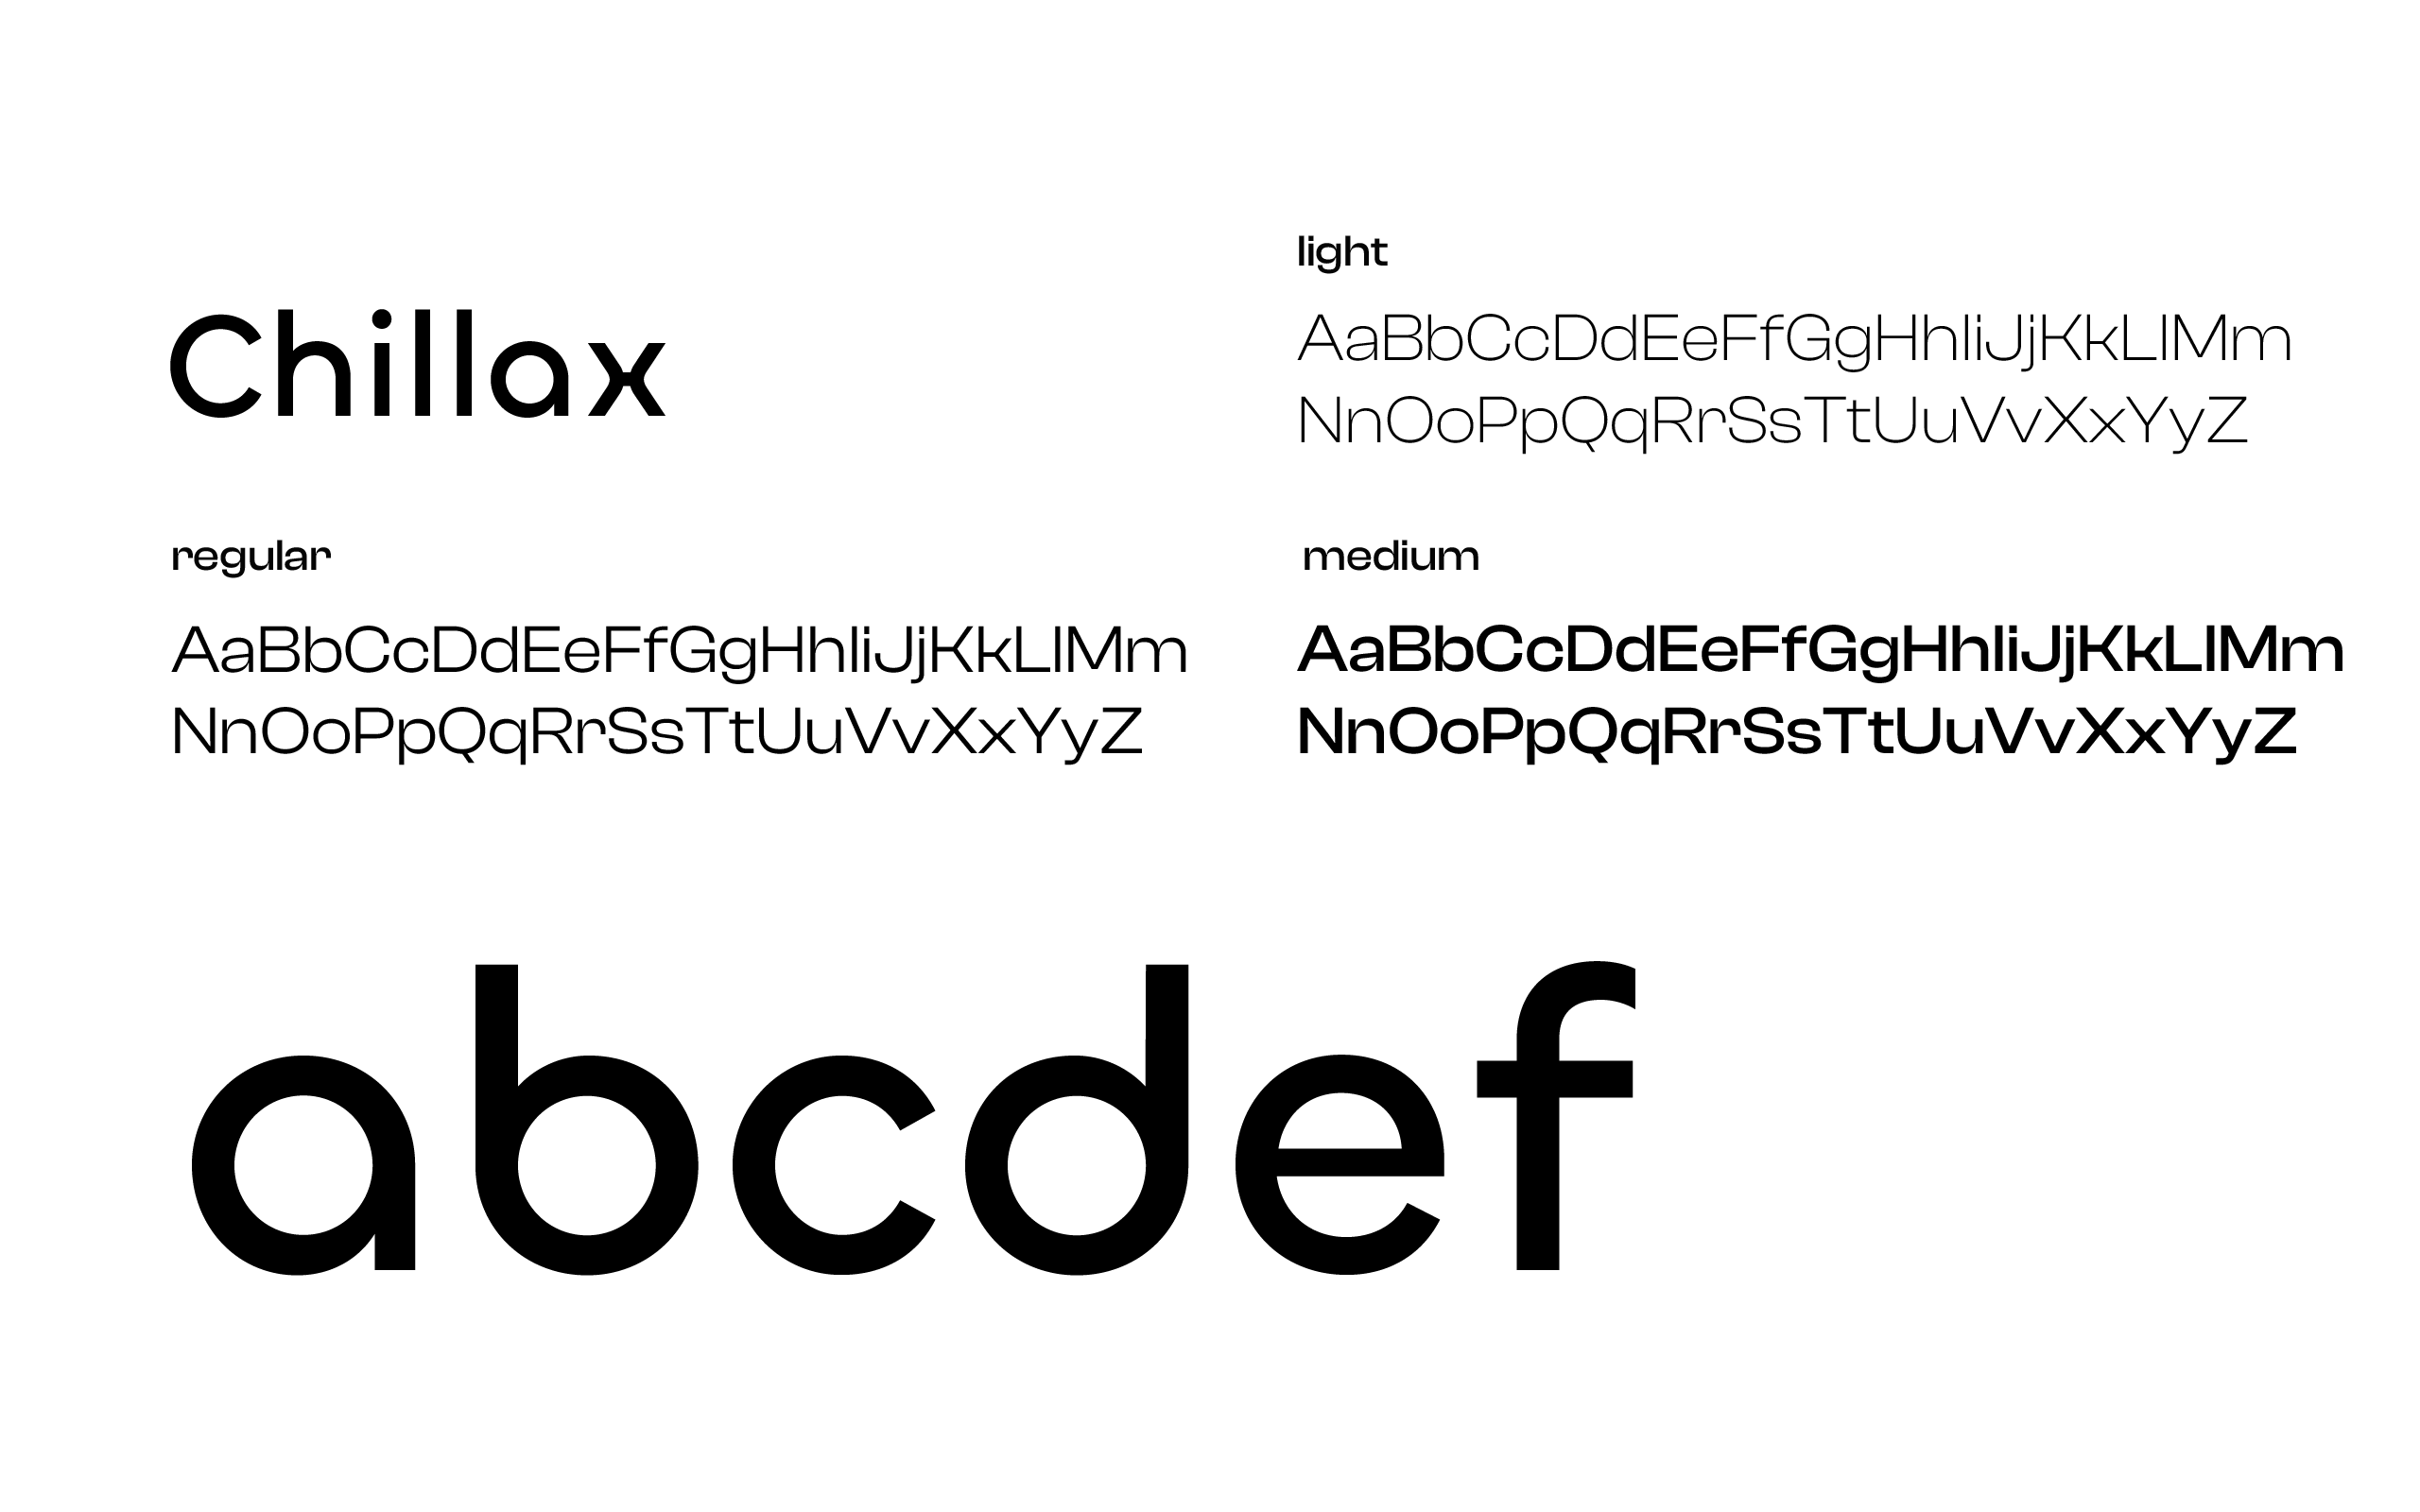 light
Chillax
AaBbCcDdEeFfGgHhIiJjKkLlMm
NnOoPpQqRrSsTtUuVvXxYyZ
regular
AaBbCcDdEeFfGgHhIiJjKkLlMm
NnOoPpQqRrSsTtUuVvXxYyZ
medium
AaBbCcDdEeFfGgHhIiJjKkLlMm
NnOoPpQqRrSsTtUuVvXxYyZ
abcdef